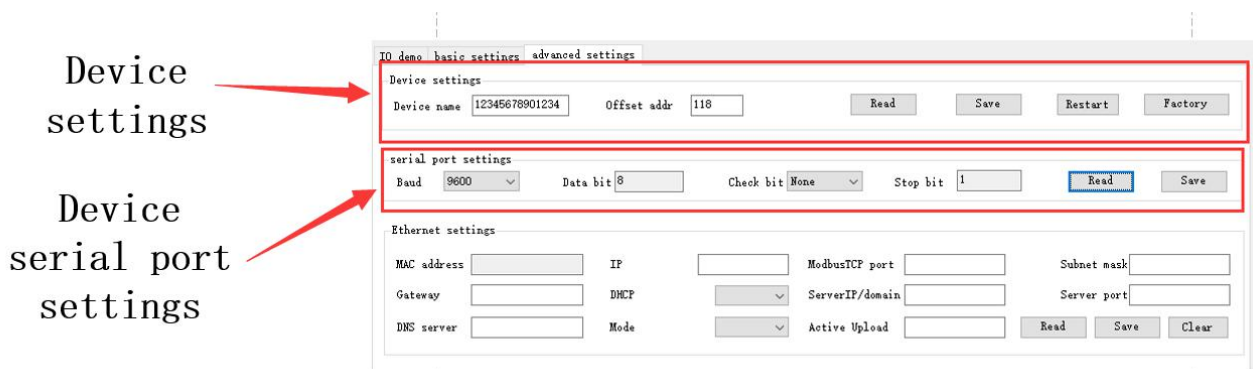 Device
settings
Device
serial port
settings
IO demo basic settings advanced settings
Device settings
Device name 12345678901234 Offset addr 118 Read Save Restart Factory
serial port settings
Baud 9600 Data bit 8 Check bit None Stop bit 1 Read Save
Ethernet settings
MAC address IP ModbusTCP port Subnet mask
Gateway DHCP ServerIP/domain Server port
DNS server Mode Active Upload Read Save Clear